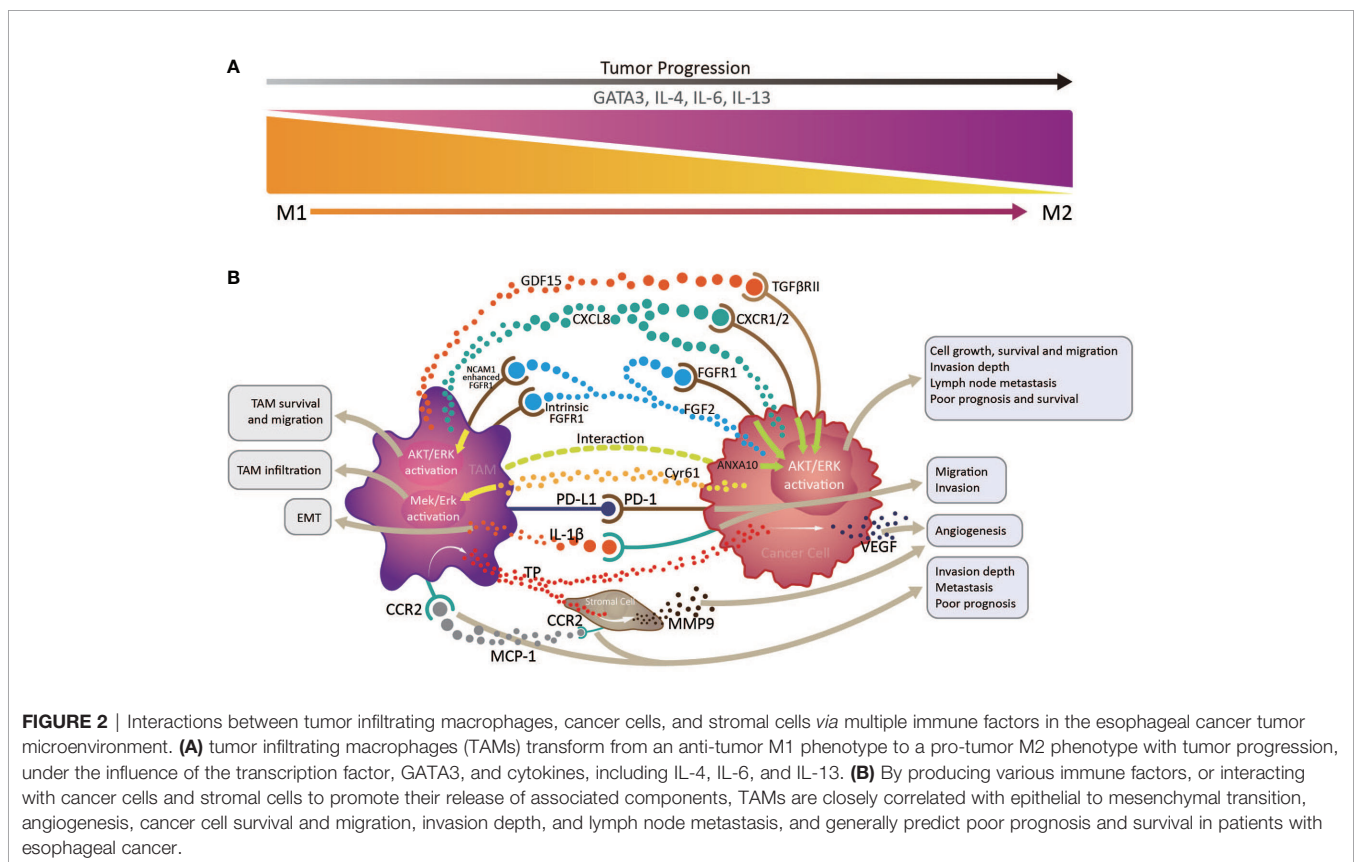 A
Tumor Progression
GATA3, IL-4, IL-6, IL-13
M1
M2
B
GDF15
TGFβRII
CXCL8
CXCR1/2
NCAM1
enhanced
FGFR1
FGFR1
Intrinsic
FGFR1
FGF2
Cell growth, survival and migration
Invasion depth
Lymph node metastasis
Poor prognosis and survival
TAM survival
and migration
Interaction
AKT/ERK
activation
TAM
ANXA10
AKT/ERK
activation
TAM infiltration
Cyr61
Migration
Invasion
Mek/Erk
activation
PD-L1
PD-1
EMT
IL-1β
Cancer Cell
VEGF
Angiogenesis
TP
Invasion depth
Metastasis
Poor prognosis
Stromal Cell
CCR2
CCR2
MMP9
MCP-1
FIGURE 2 | Interactions between tumor infiltrating macrophages, cancer cells, and stromal cells via multiple immune factors in the esophageal cancer tumor
microenvironment. (A) tumor infiltrating macrophages (TAMs) transform from an anti-tumor M1 phenotype to a pro-tumor M2 phenotype with tumor progression,
under the influence of the transcription factor, GATA3, and cytokines, including IL-4, IL-6, and IL-13. (B) By producing various immune factors, or interacting
with cancer cells and stromal cells to promote their release of associated components, TAMs are closely correlated with epithelial to mesenchymal transition,
angiogenesis, cancer cell survival and migration, invasion depth, and lymph node metastasis, and generally predict poor prognosis and survival in patients with
esophageal cancer.